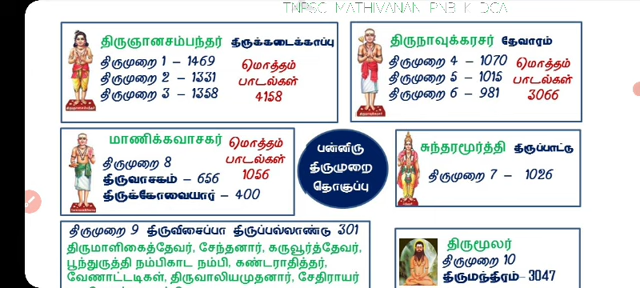 TNPSC MATHIVANAN PNB K DCA
திருஞானசம்பந்தர் திருக்கடைக்காப்பு
திருமுறை 1 - 1469
திருமுறை 2 - 1331
திருமுறை 3 - 1358
மொத்தம்
பாடல்கள்
4158
திருநாவுக்கரசர் தேவாரம்
திருமுறை 4 - 1070
திருமுறை 5 - 1015
திருமுறை 6 - 981
மொத்தம்
பாடல்கள்
3066
மாணிக்கவாசகர்
திருமுறை 8
திருவாசகம் - 656
திருக்கோவையார் - 400
மொத்தம்
பாடல்கள்
1056
பன்னிரு
திருமுறை
தொகுப்பு
சுந்தரமூர்த்தி திருப்பாட்டு
திருமுறை 7 - 1026
திருமுறை 9 திருவிசைப்பா திருப்பல்லாண்டு 301
திருமாளிகைத்தேவர், சேந்தனார், கருவூர்த்தேவர்,
பூந்துருத்தி நம்பிகாட நம்பி, கண்டராதித்தர்,
வேணாட்டடிகள், திருவாலியமுதனார், சேதிராயர்
திருமூலர்
திருமுறை 10
திருமந்திரம்- 3047